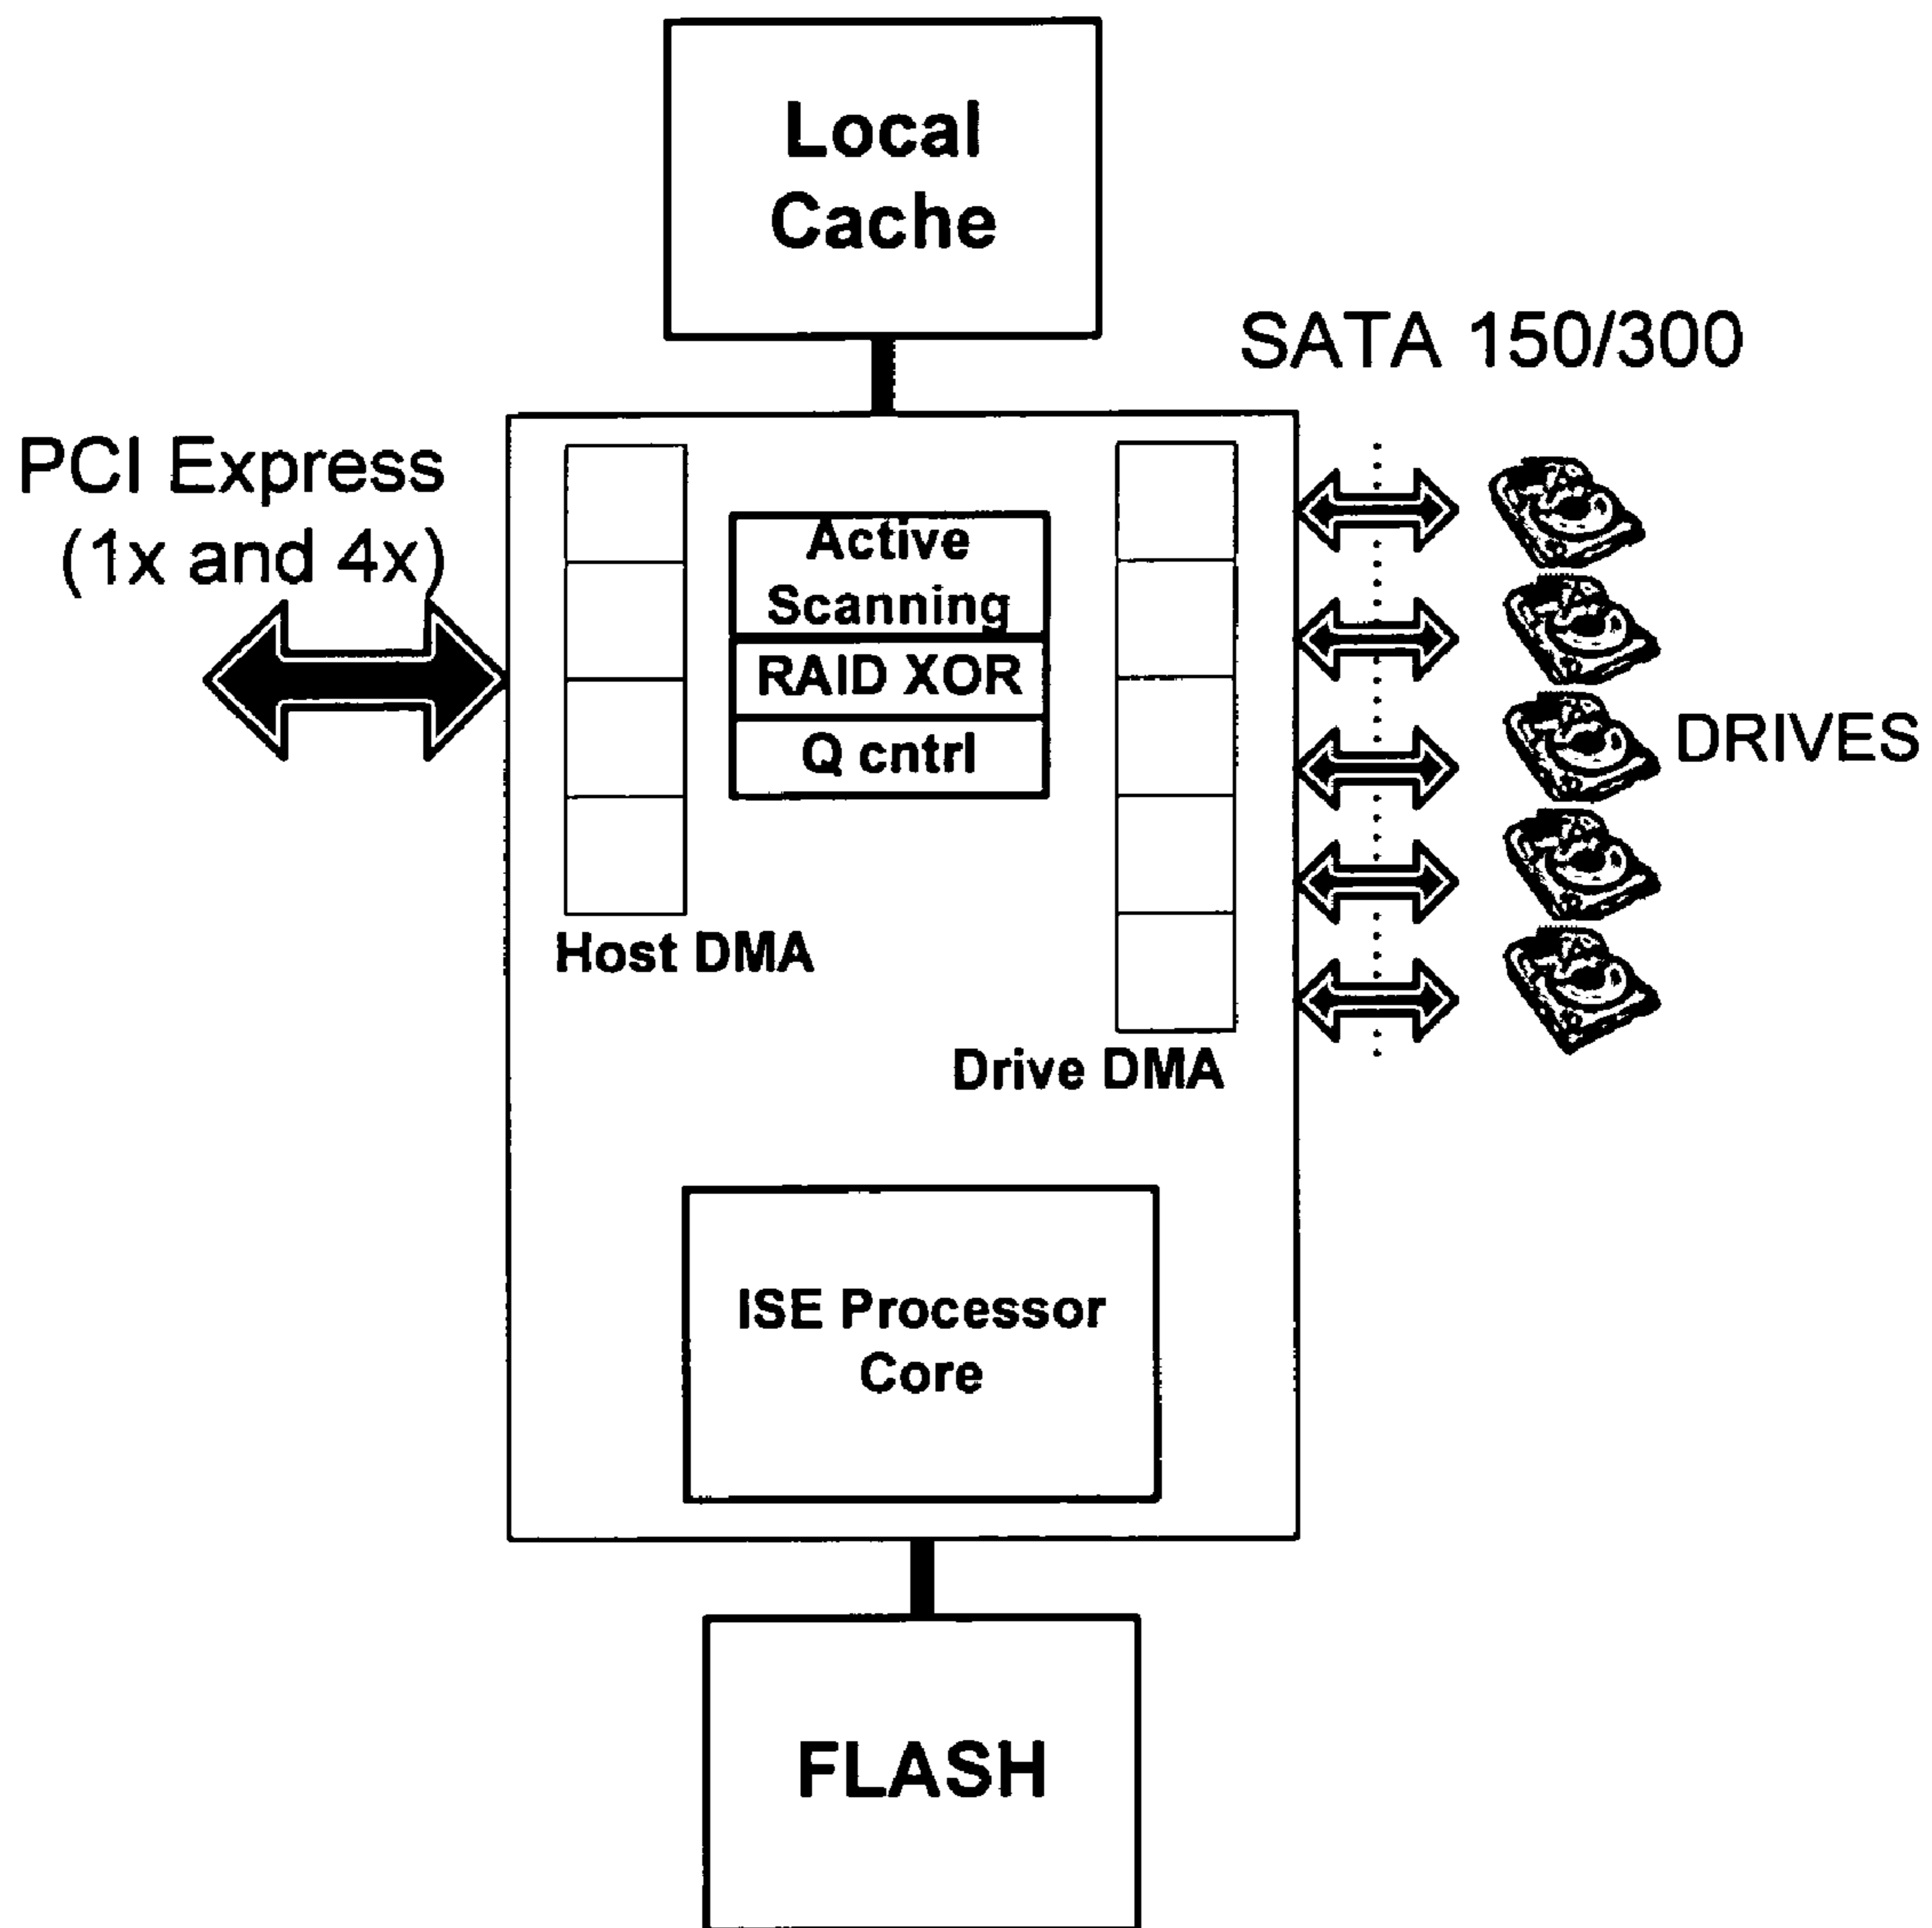 Local
Cache
SATA 150/300
PCI Express
(1x and 4x)
Active
Scanning
RAID XOR
Q cntrl
DRIVES
Host DMA
Drive DMA
ISE Processor
Core
FLASH